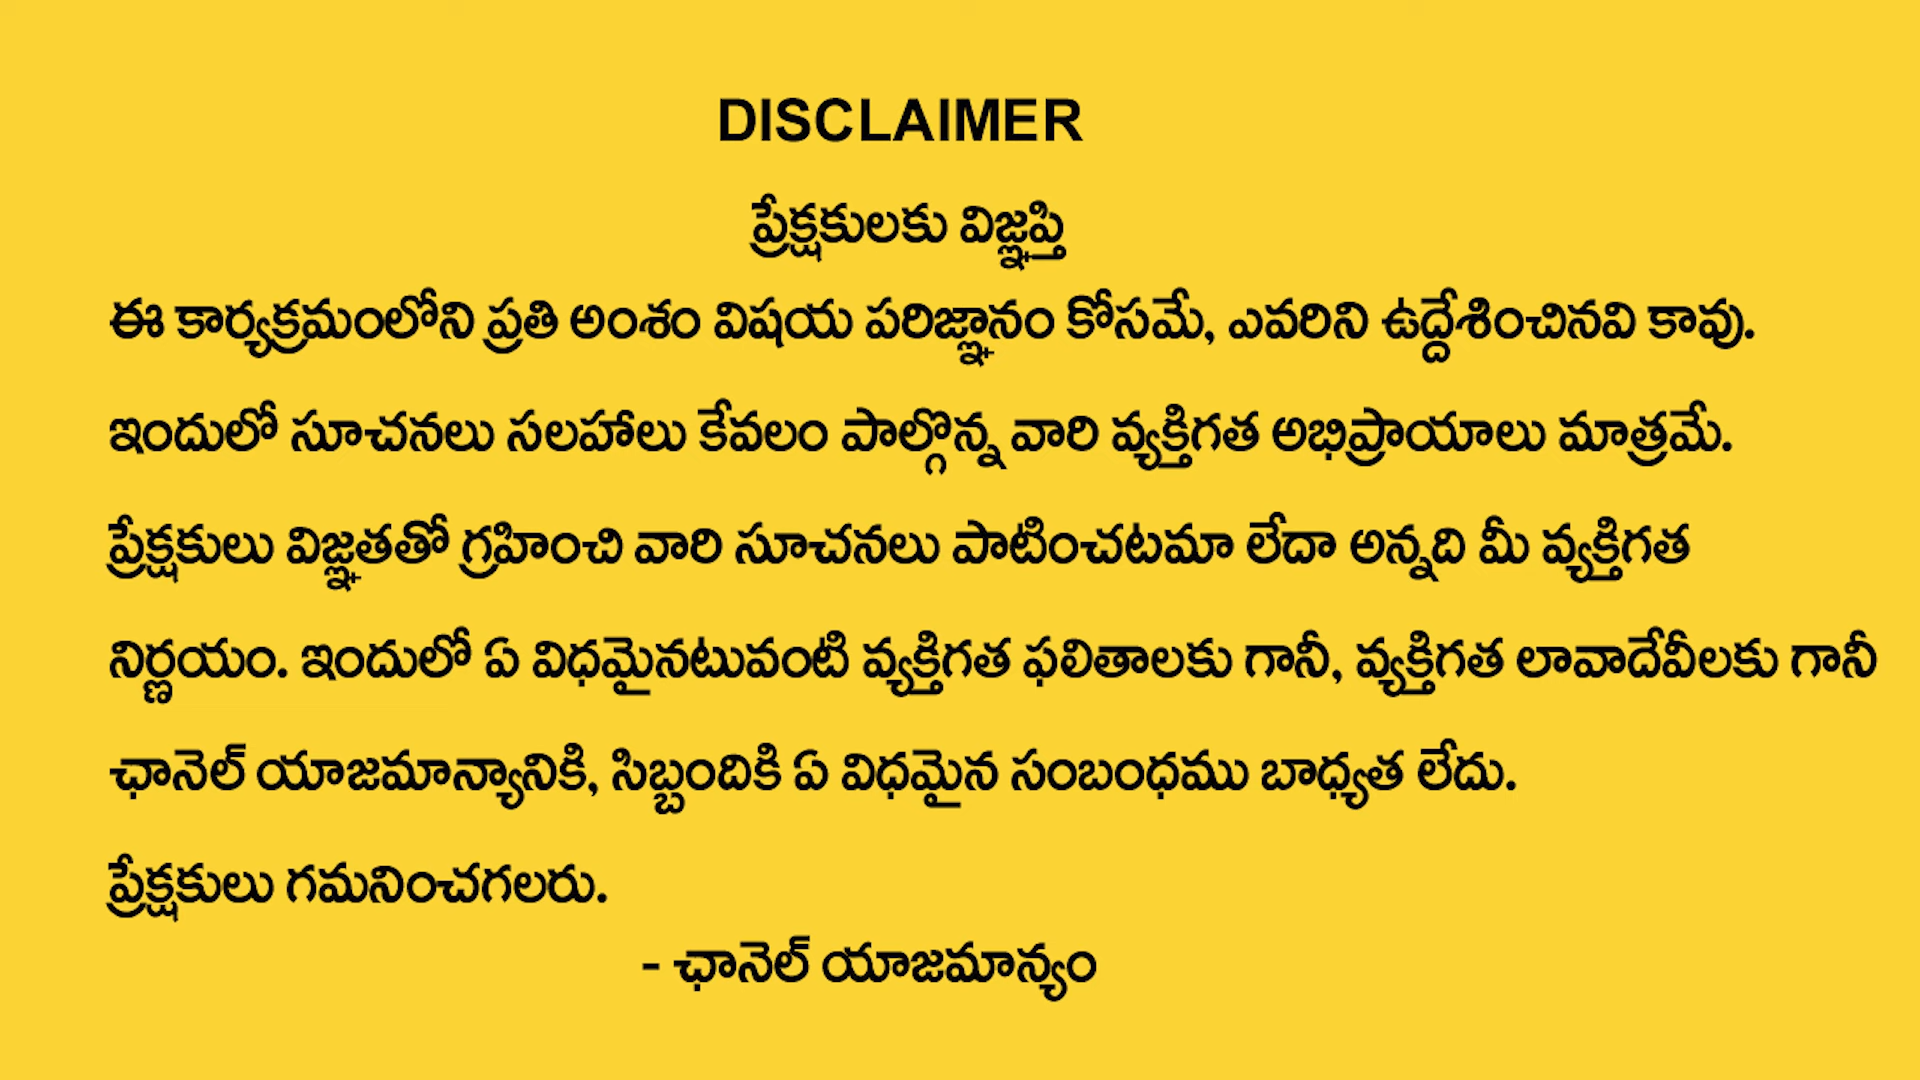 DISCLAIMER
ప్రేక్షకులకు విజ్ఞప్తి
ఈ కార్యక్రమంలోని ప్రతి అంశం విషయ పరిజ్ఞానం కోసమే, ఎవరిని ఉద్దేశించినవి కావు.
ఇందులో సూచనలు సలహాలు కేవలం పాల్గొన్న వారి వ్యక్తిగత అభిప్రాయాలు మాత్రమే.
ప్రేక్షకులు విజ్ఞతతో గ్రహించి వారి సూచనలు పాటించటమా లేదా అన్నది మీ వ్యక్తిగత
నిర్ణయం. ఇందులో ఏ విధమైనటువంటి వ్యక్తిగత ఫలితాలకు గానీ, వ్యక్తిగత లావాదేవీలకు గానీ
ఛానెల్ యాజమాన్యానికి, సిబ్బందికి ఏ విధమైన సంబంధము బాధ్యత లేదు.
ప్రేక్షకులు గమనించగలరు.
- ఛానెల్ యాజమాన్యం